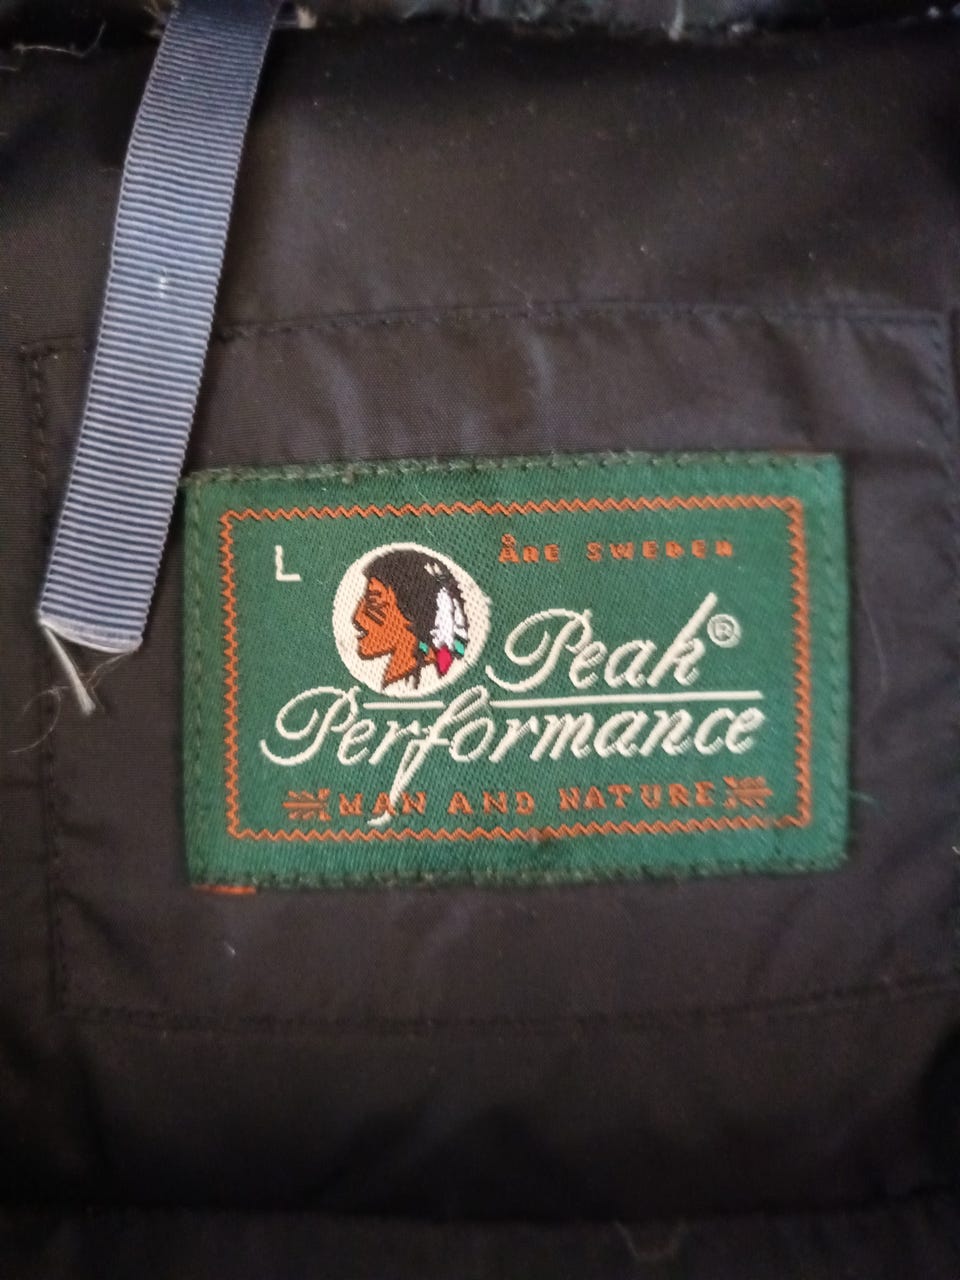 L
ÅRE SWEDEN
Peak®
Performance
MAN AND NATURE